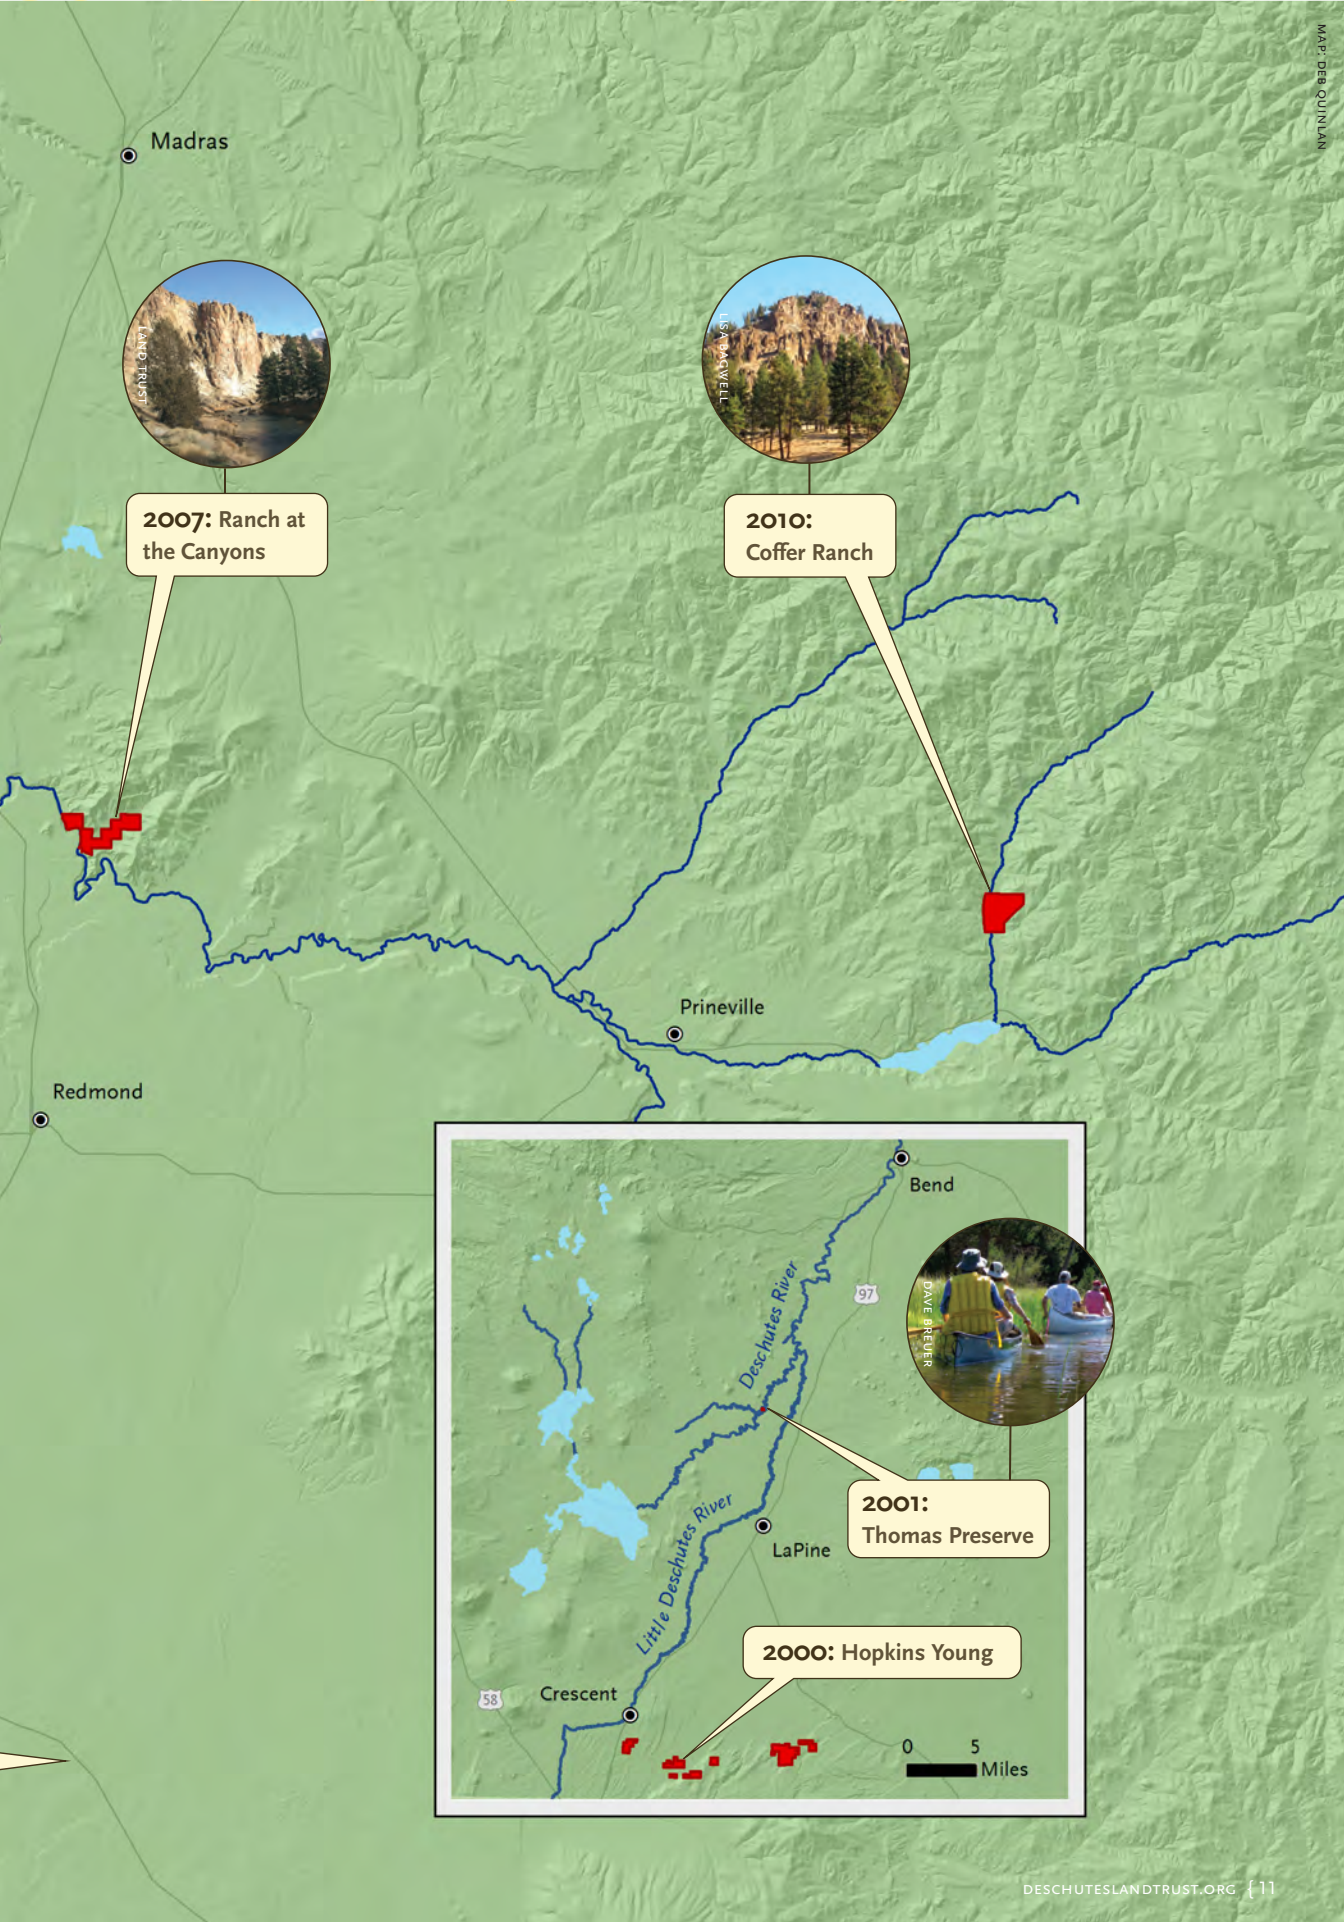 MAP: DEB QUINLAN
Madras
LAND TRUST
LISA BAGWELL
2007: Ranch at
the Canyons
2010:
Coffer Ranch
Prineville
Redmond
Bend
Deschutes River
97
DAVE BREUER
2001:
Thomas Preserve
Little Deschutes River
LaPine
2000: Hopkins Young
58
Crescent
0 5
Miles
DESCHUTESLANDTRUST.ORG { 11